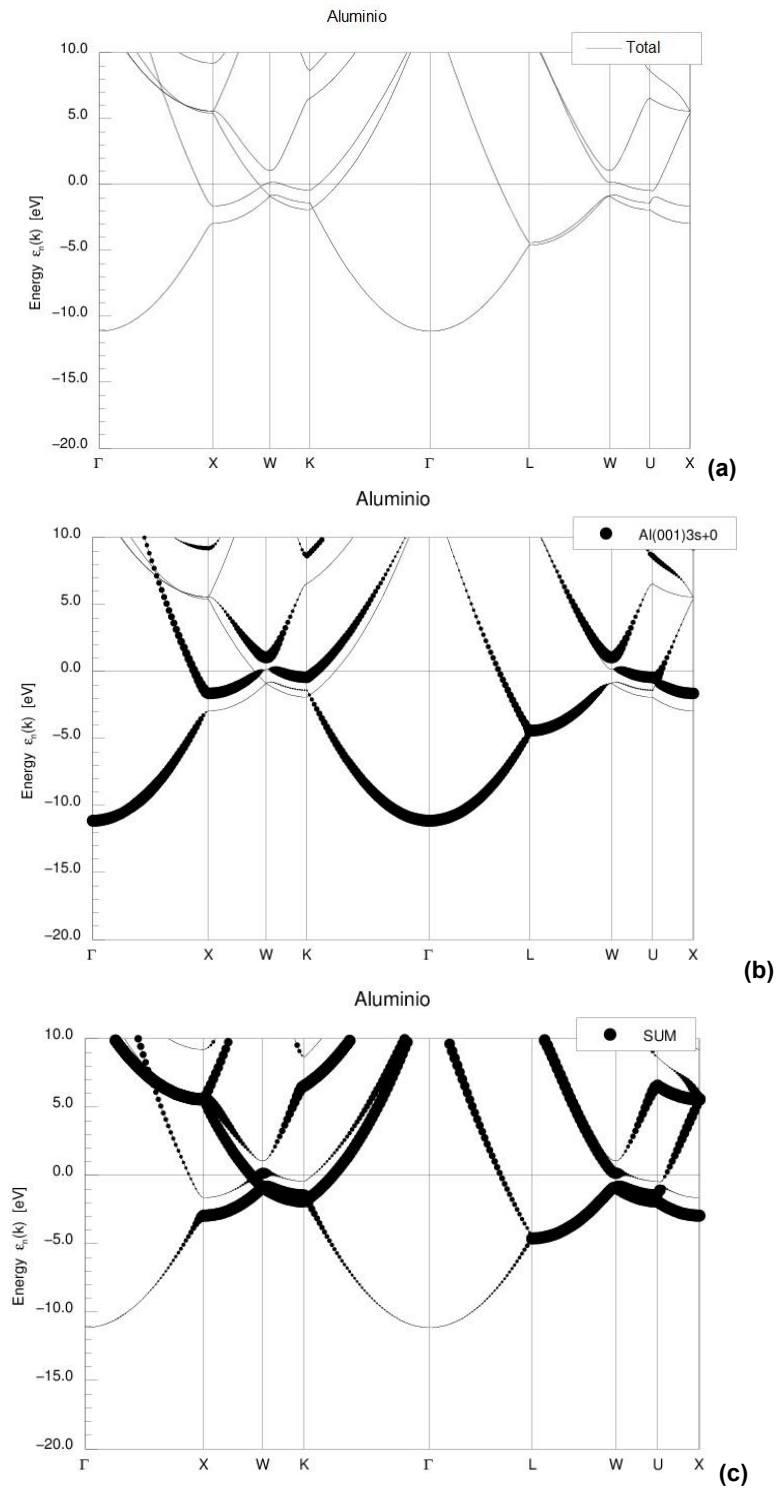 Aluminio
Total
10.0
5.0
0.0
−5.0
−10.0
−15.0
−20.0
Energy εn(k) [eV]
Γ X W K Γ L W U X
(a)
Aluminio
Al(001)3s+0
10.0
5.0
0.0
−5.0
−10.0
−15.0
−20.0
Energy εn(k) [eV]
Γ X W K Γ L W U X
(b)
Aluminio
SUM
10.0
5.0
0.0
−5.0
−10.0
−15.0
−20.0
Energy εn(k) [eV]
Γ X W K Γ L W U X
(c)